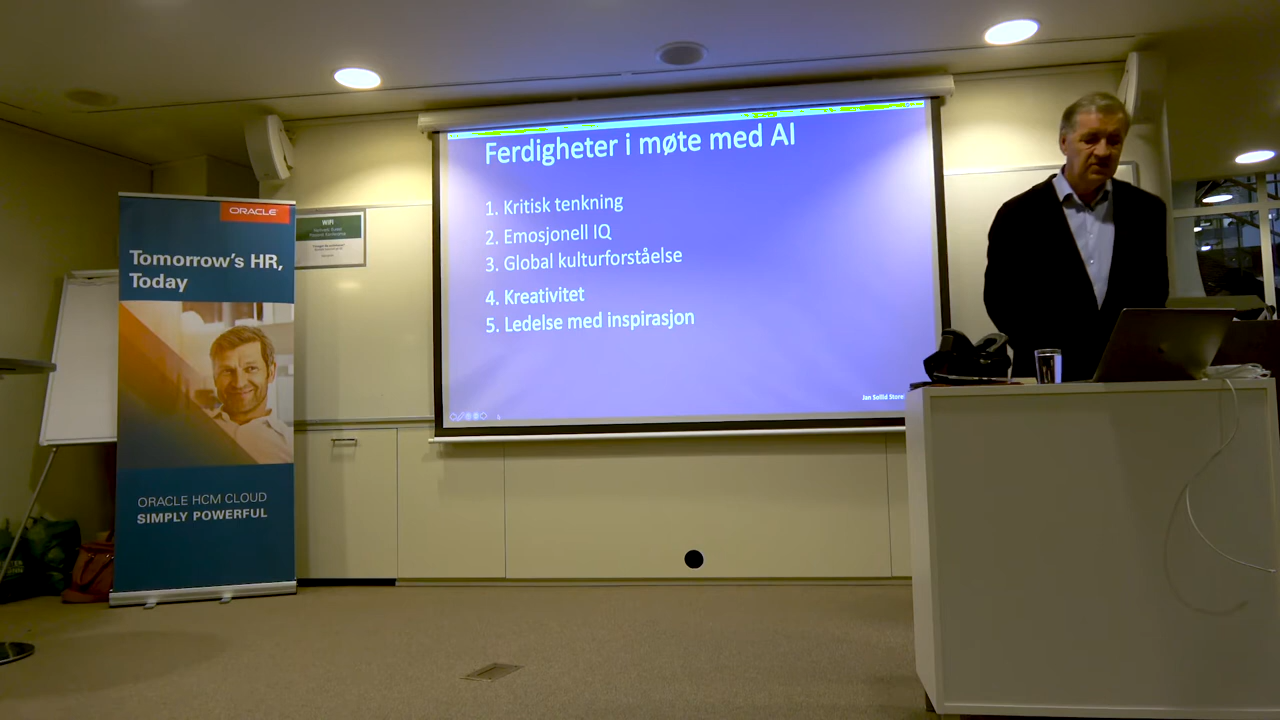 ORACLE
Tomorrow's HR,
Today
ORACLE HCM CLOUD
SIMPLY POWERFUL
WiFi
Ferdigheter i møte med AI
1. Kritisk tenkning
2. Emosjonell IQ
3. Global kulturforståelse
4. Kreativitet
5. Ledelse med inspirasjon
Jan Sollid Store